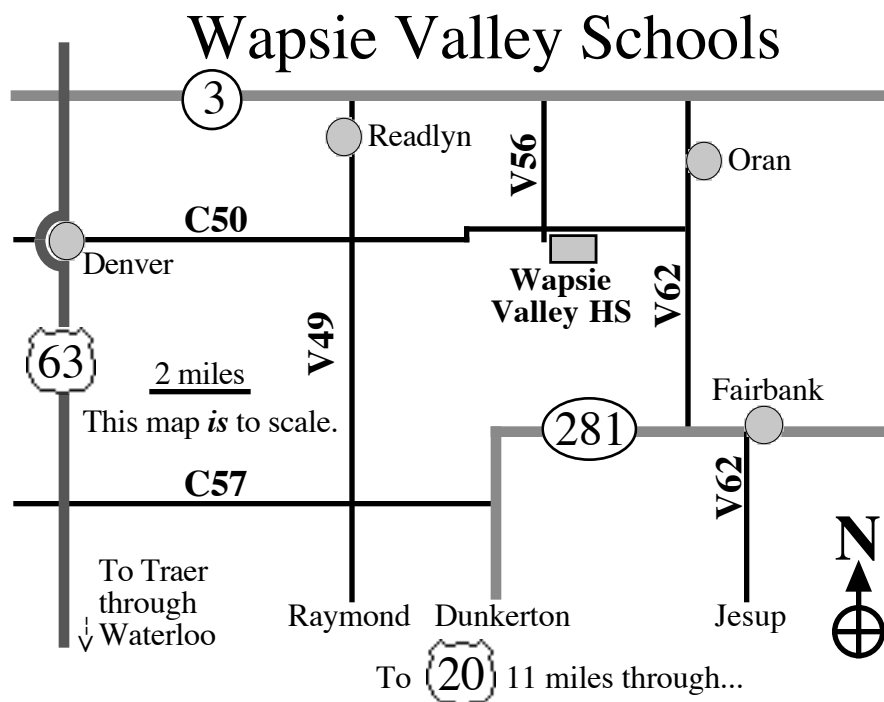 Wapsie Valley Schools
3
Readlyn
V56
Oran
C50
Denver
Wapsie
Valley HS
V62
V49
63
2 miles
This map is to scale.
Fairbank
281
C57
V62
N
To Traer
through
Waterloo
Raymond
Dunkerton
Jesup
To 20 11 miles through...